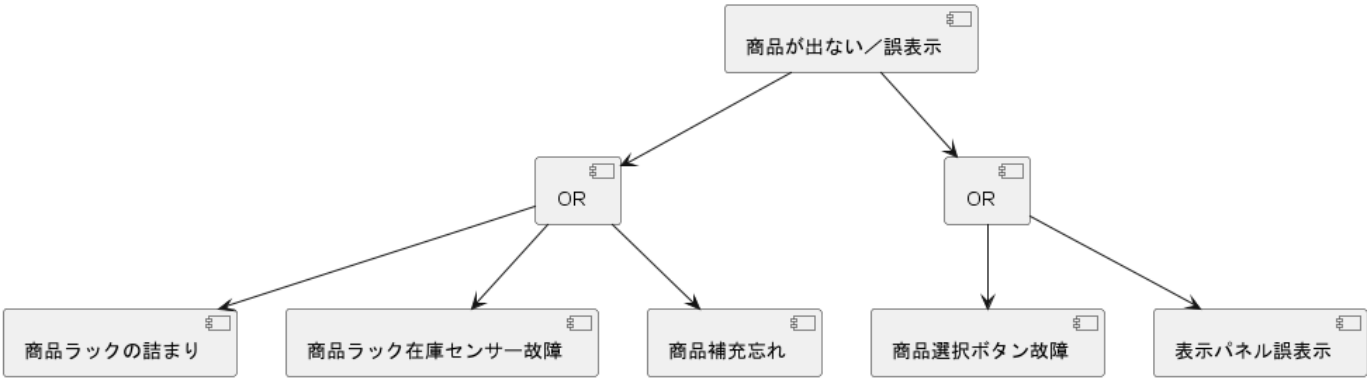 商品が出ない／誤表示
OR
OR
商品ラックの詰まり
商品ラック在庫センサー故障
商品補充忘れ
商品選択ボタン故障
表示パネル誤表示